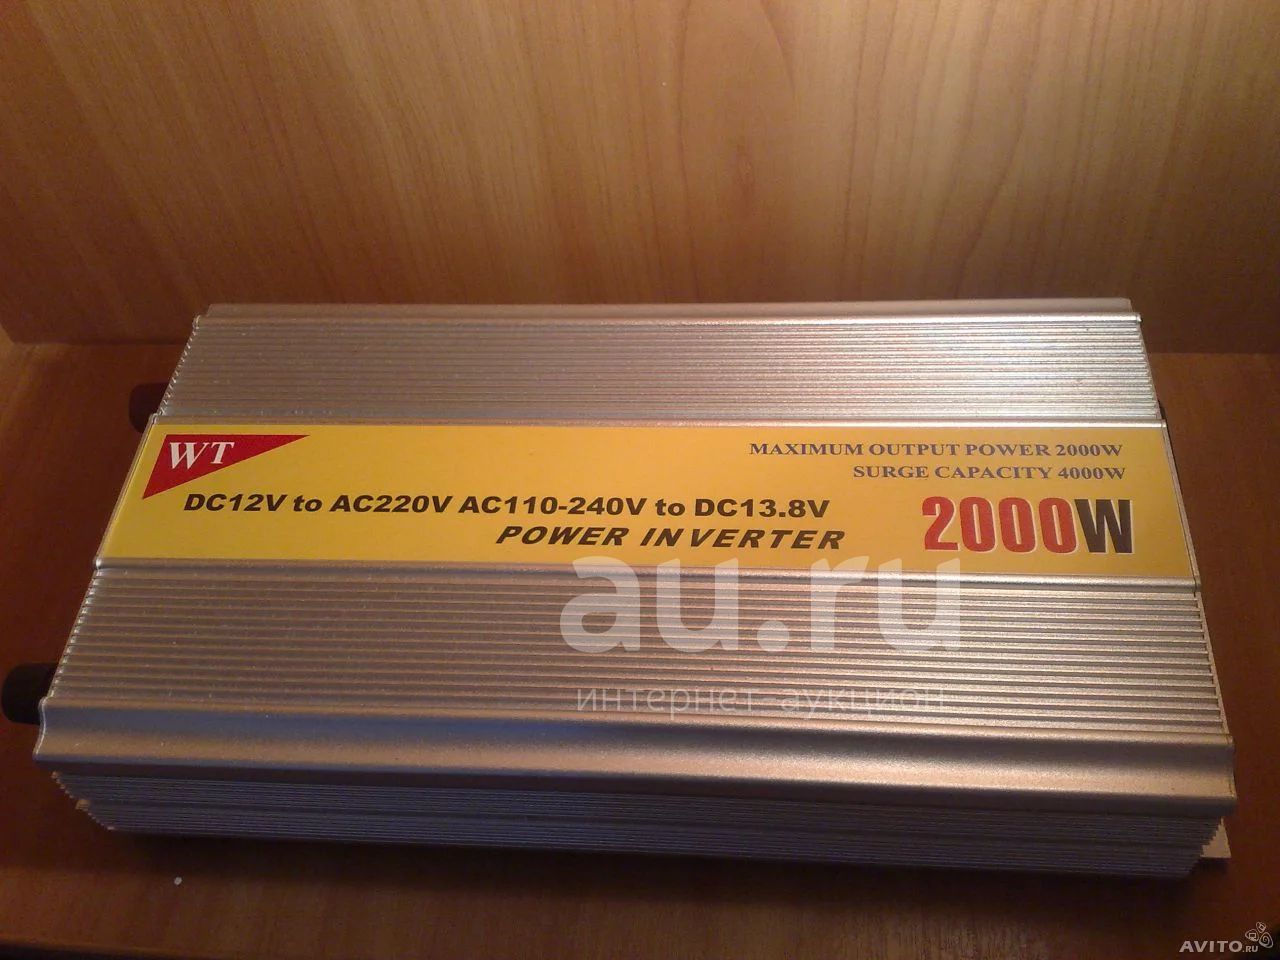 WT
MAXIMUM OUTPUT POWER 2000W
SURGE CAPACITY 4000W
DC12V to AC220V AC110-240V to DC13.8V
2000W
POWER INVERTER
au.ru
интернет-аукцион
AVITO.RU